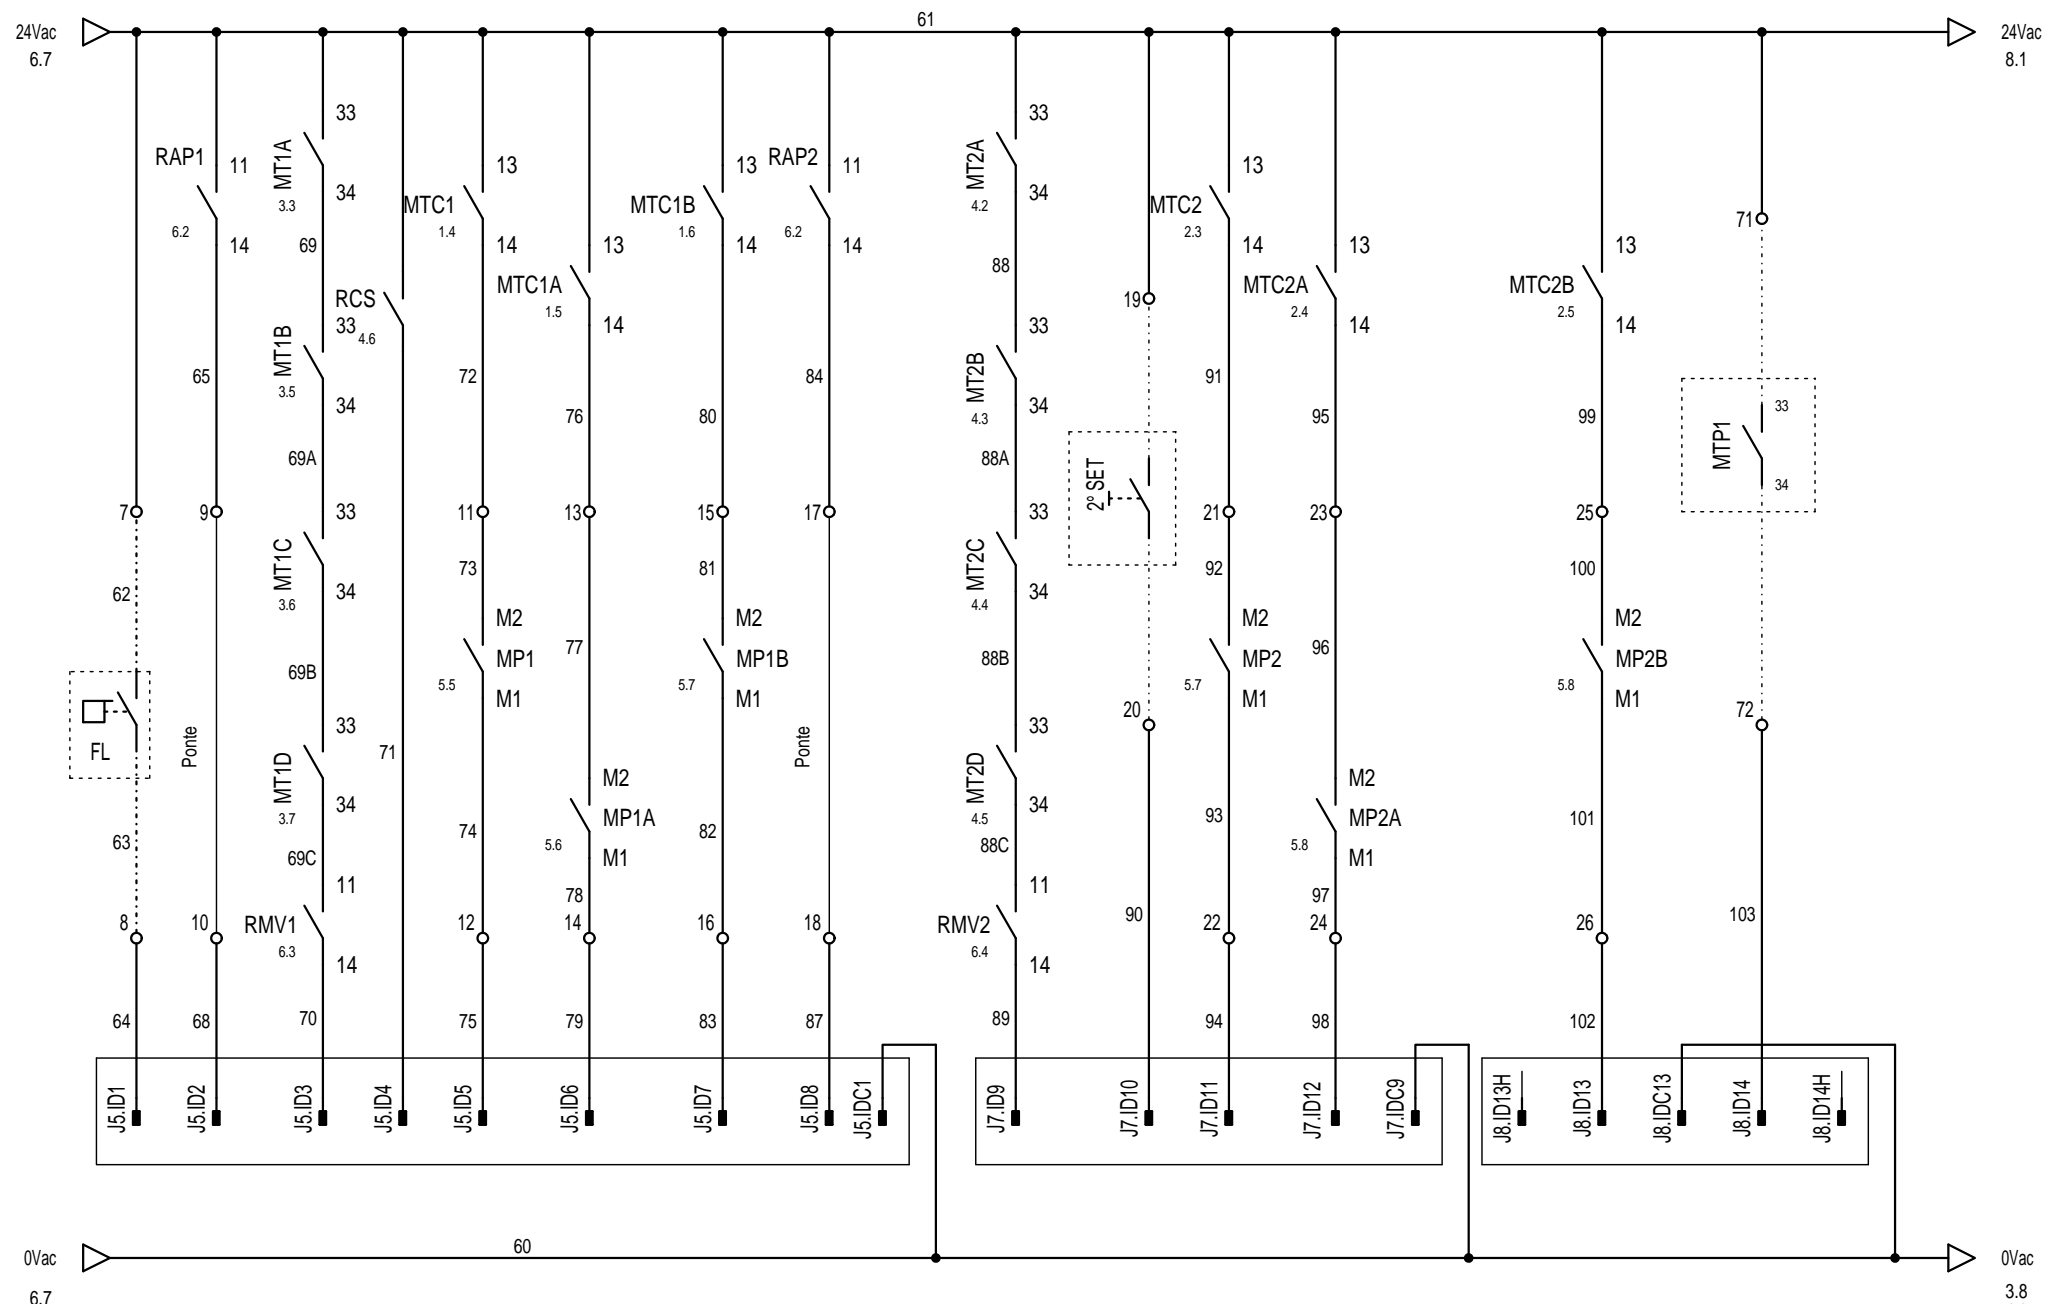 61
24Vac
6.7
24Vac
8.1
7
62
FL
63
8
64
J5.ID1
RAP1
11
6.2
14
65
9
Ponte
10
68
J5.ID2
33
MT1A
3.3
34
69
33
MT1B
3.5
34
69A
33
MT1C
3.6
34
69B
33
MT1D
3.7
34
69C
11
RMV1
6.3
14
70
J5.ID3
RCS
4.6
71
J5.ID4
13
MTC1
1.4
14
72
11
73
M2
MP1
5.5
M1
74
12
75
J5.ID5
13
MTC1A
1.5
14
76
13
77
M2
MP1A
5.6
M1
78
14
79
J5.ID6
13
MTC1B
1.6
14
80
15
81
M2
MP1B
5.7
M1
82
16
83
J5.ID7
RAP2
11
6.2
14
84
17
Ponte
18
87
J5.ID8
J5.IDC1
33
MT2A
4.2
34
88
33
MT2B
4.3
34
88A
33
MT2C
4.4
34
88B
33
MT2D
4.5
34
88C
11
RMV2
6.4
14
89
J7.ID9
19
2º SET
20
90
J7.ID10
13
MTC2
2.3
14
91
21
92
M2
MP2
5.7
M1
93
22
94
J7.ID11
13
MTC2A
2.4
14
95
23
96
M2
MP2A
5.8
M1
97
24
98
J7.ID12
J7.IDC9
J8.ID13H
13
MTC2B
2.5
14
99
25
100
M2
MP2B
5.8
M1
101
26
102
J8.ID13
J8.IDC13
71
33
MTP1
34
72
103
J8.ID14
J8.ID14H
0Vac
6.7
60
0Vac
3.8